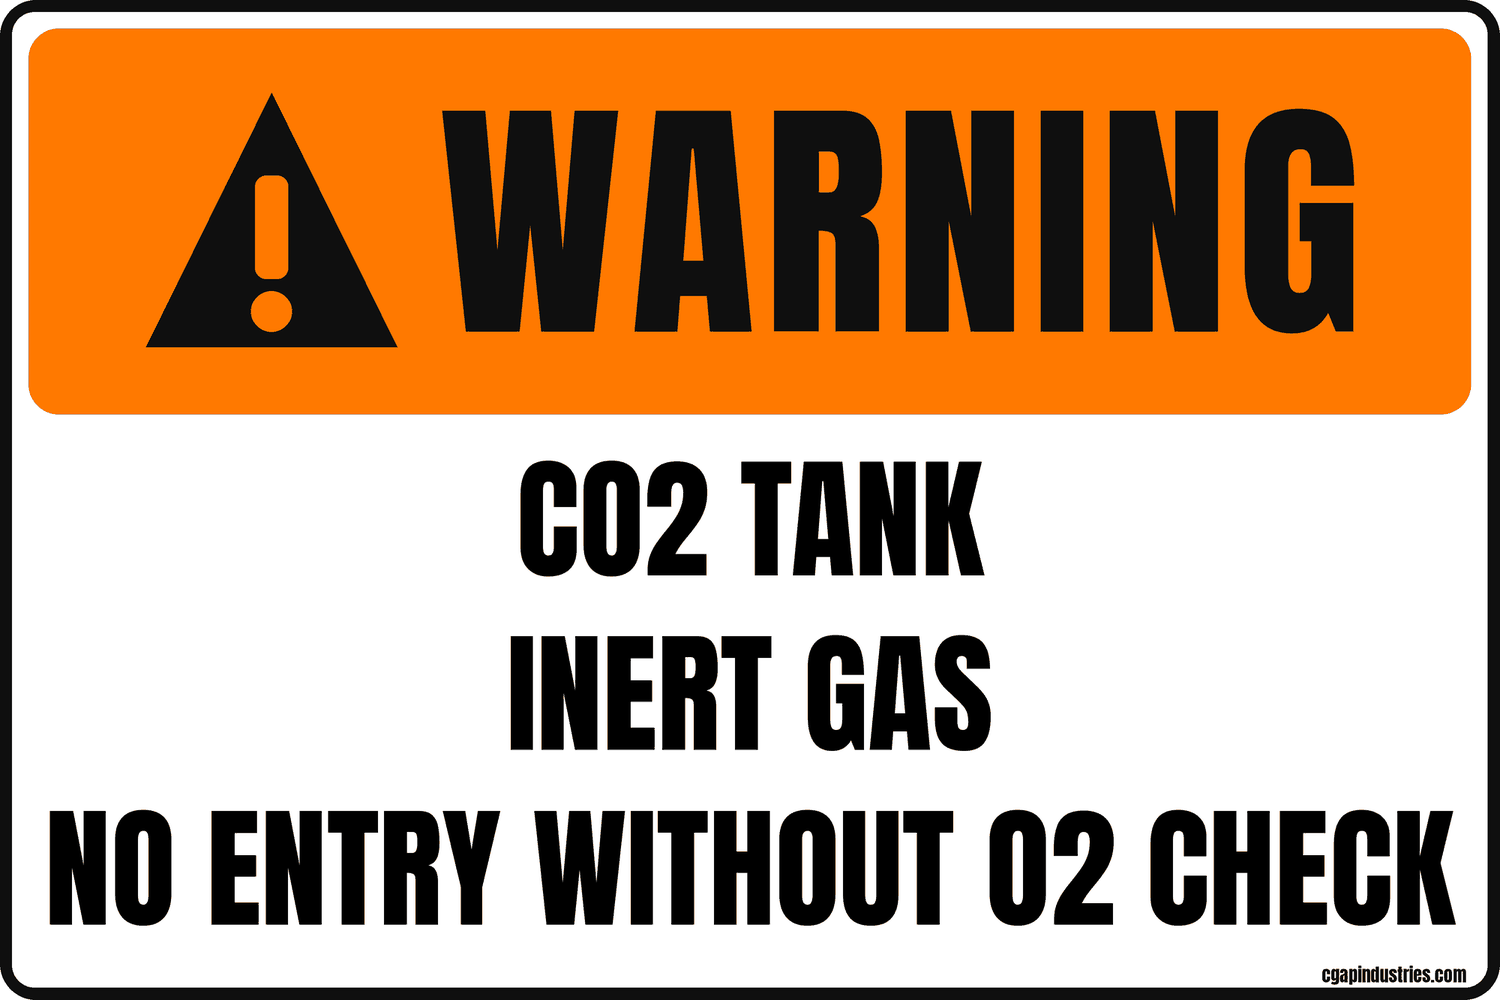 WARNING
CO2 TANK
INERT GAS
NO ENTRY WITHOUT O2 CHECK
cgapindustries.com